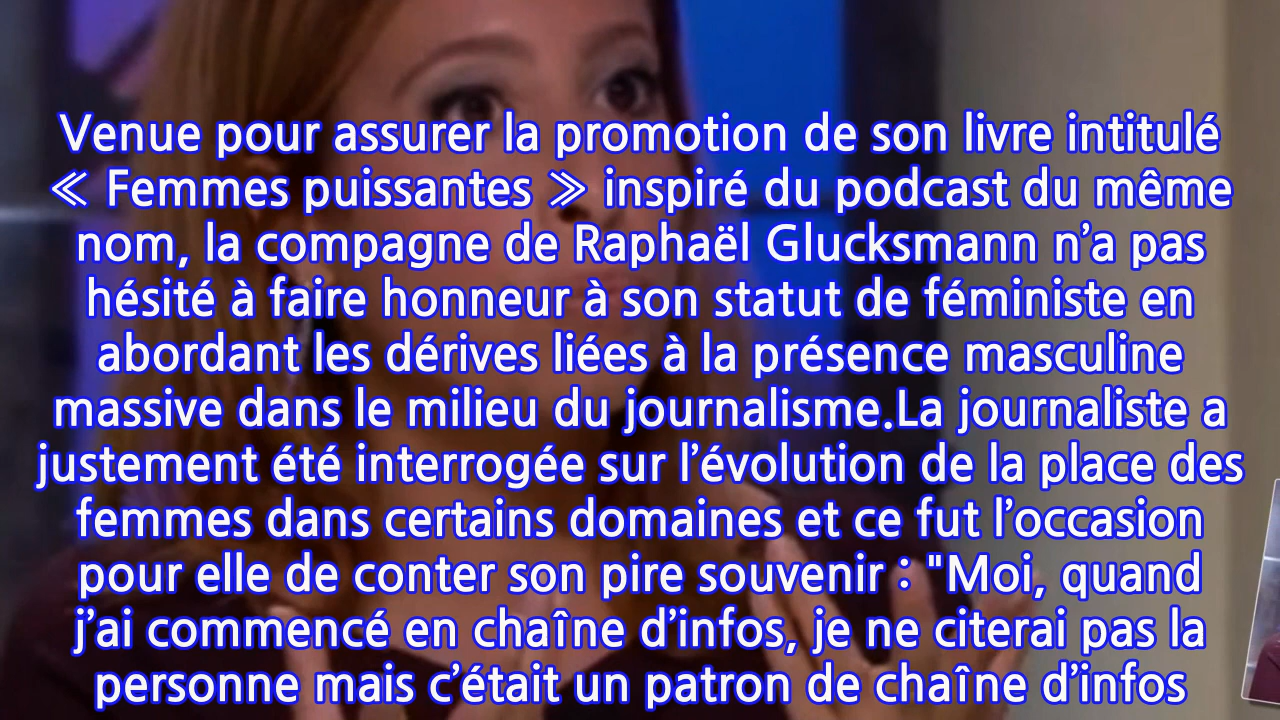 Venue pour assurer la promotion de son livre intitulé
≪ Femmes puissantes ≫ inspiré du podcast du même
nom, la compagne de Raphaël Glucksmann n’a pas
hésité à faire honneur à son statut de féministe en
abordant les dérives liées à la présence masculine
massive dans le milieu du journalisme.La journaliste a
justement été interrogée sur l’évolution de la place des
femmes dans certains domaines et ce fut l’occasion
pour elle de conter son pire souvenir : "Moi, quand
j’ai commencé en chaîne d’infos, je ne citerai pas la
personne mais c’était un patron de chaîne d’infos